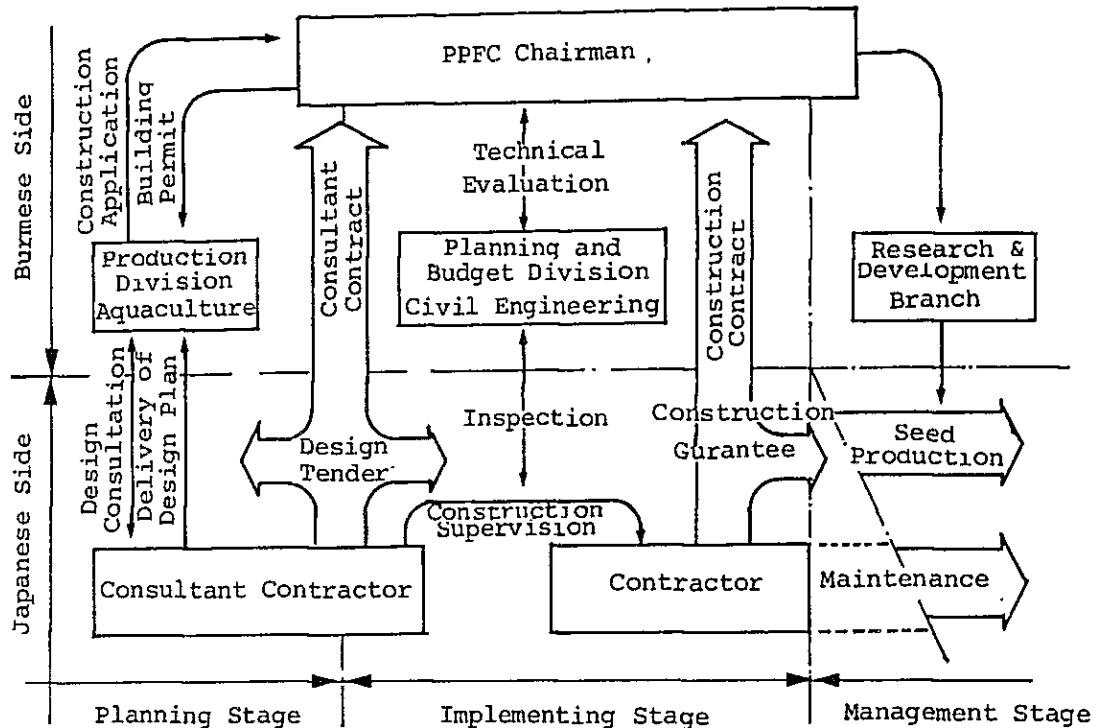 PPFC Chairman
Construction
Application
Building
Permit
Burmese Side
Technical
Evaluation
Consultant
Contract
Construction
Contract
Production
Division
Aquaculture
Planning and
Budget Division
Civil Engineering
Research &
Development
Branch
Design
Consultation
Delivery of
Design Plan
Japanese Side
Design
Tender
Inspection
Construction
Gurantee
Seed
Production
Construction
Supervision
Consultant Contractor
Contractor
Maintenance
Planning Stage
Implementing Stage
Management Stage